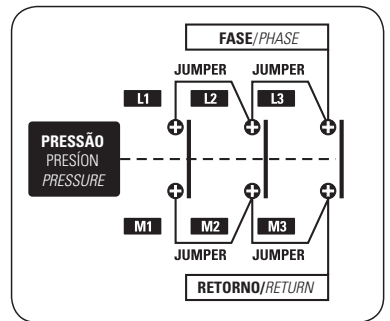 FASE/PHASE
JUMPER JUMPER
L1 L2 L3
PRESSÃO
PRESÍON
PRESSURE
M1 M2 M3
JUMPER JUMPER
RETORNO/RETURN